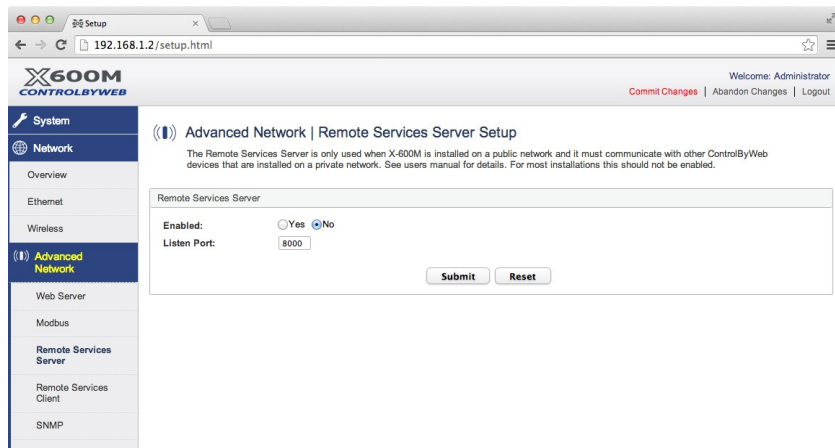 Setup
192.168.1.2/setup.html
X600M
CONTROLBYWEB
Welcome: Administrator
Commit Changes | Abandon Changes | Logout
System
Network
Overview
Ethernet
Wireless
Advanced
Network
Web Server
Modbus
Remote Services
Server
Remote Services
Client
SNMP
Advanced Network | Remote Services Server Setup
The Remote Services Server is only used when X-600M is installed on a public network and it must communicate with other ControlByWeb
devices that are installed on a private network. See users manual for details. For most installations this should not be enabled.
Remote Services Server
Enabled: Yes No
Listen Port: 8000
Submit Reset